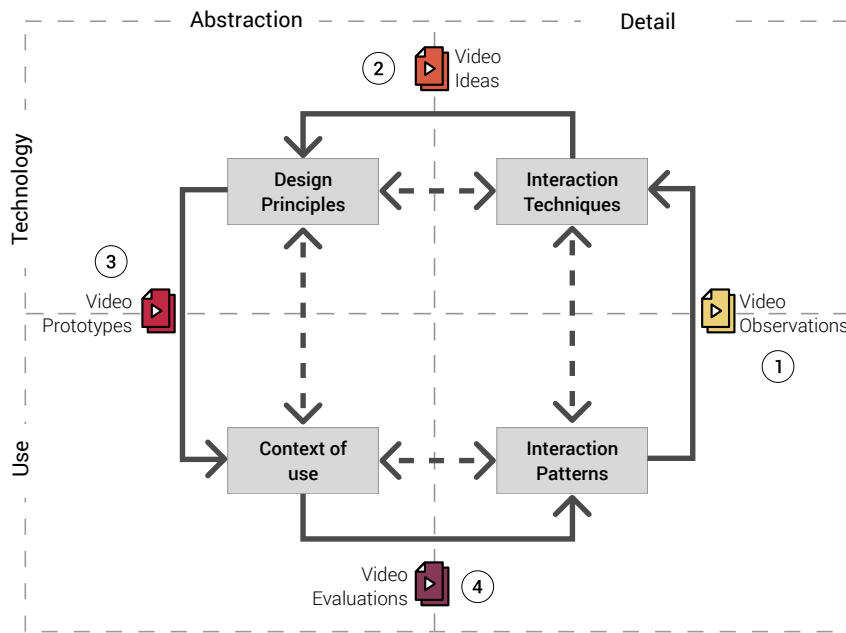 Abstraction
Detail
2
Video
Ideas
Technology
Design
Principles
Interaction
Techniques
3
Video
Prototypes
Video
Observations
1
Use
Context of
use
Interaction
Patterns
Video
Evaluations
4